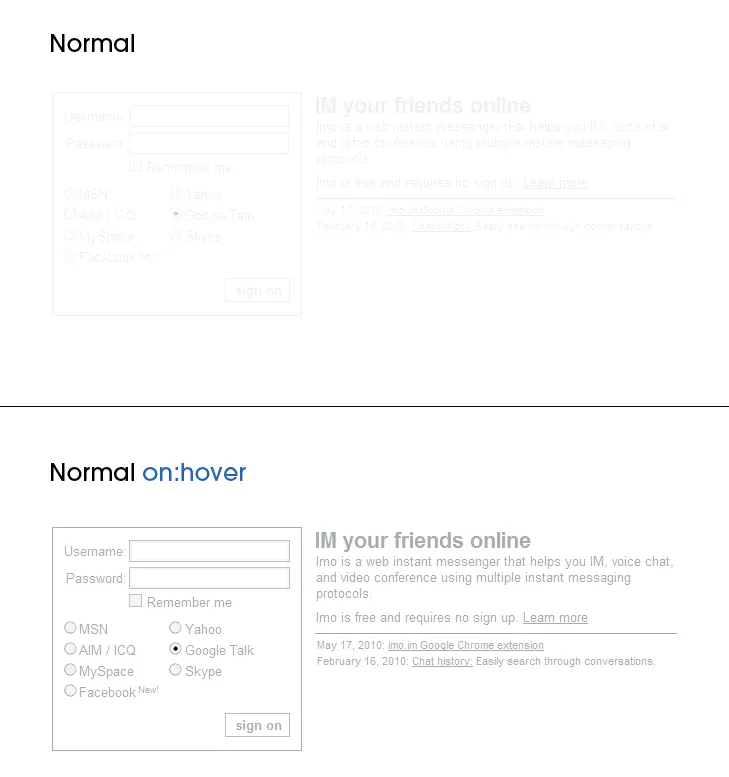 Normal
IM your friends online
Username:
Imo is a web instant messenger that helps you IM, voice chat,
Password:
and video conference using multiple instant messaging
protocols.
Remember me
Imo is free and requires no sign up. Learn more
MSN Yahoo
May 17, 2010: imo.im Google Chrome extension
AIM / ICQ Google Talk
February 16, 2010: Chat history: Easily search through conversations.
MySpace Skype
Facebook New!
sign on
Normal on:hover
IM your friends online
Username:
Imo is a web instant messenger that helps you IM, voice chat,
Password:
and video conference using multiple instant messaging
protocols.
Remember me
Imo is free and requires no sign up. Learn more
MSN Yahoo
May 17, 2010: imo.im Google Chrome extension
AIM / ICQ Google Talk
February 16, 2010: Chat history: Easily search through conversations.
MySpace Skype
Facebook New!
sign on